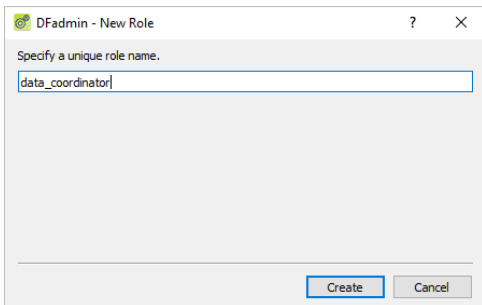 DFadmin - New Role
?
Specify a unique role name.
data_coordinator
Create Cancel